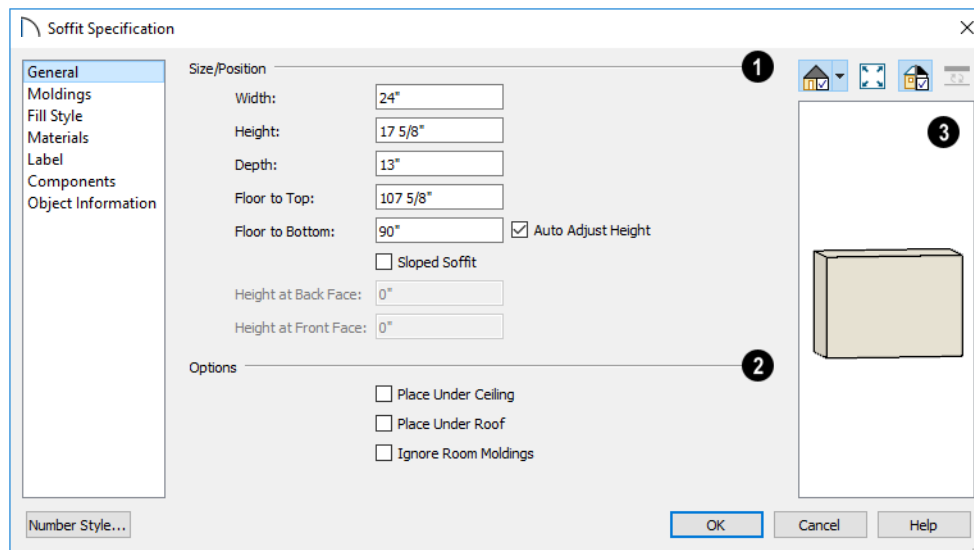 Soffit Specification
General
Moldings
Fill Style
Materials
Label
Components
Object Information
Size/Position
1
Width: 24"
Height: 17 5/8"
Depth: 13"
Floor to Top: 107 5/8"
Floor to Bottom: 90" Auto Adjust Height
Sloped Soffit
Height at Back Face: 0"
Height at Front Face: 0"
Options
2
Place Under Ceiling
Place Under Roof
Ignore Room Moldings
3
Number Style...
OK
Cancel
Help